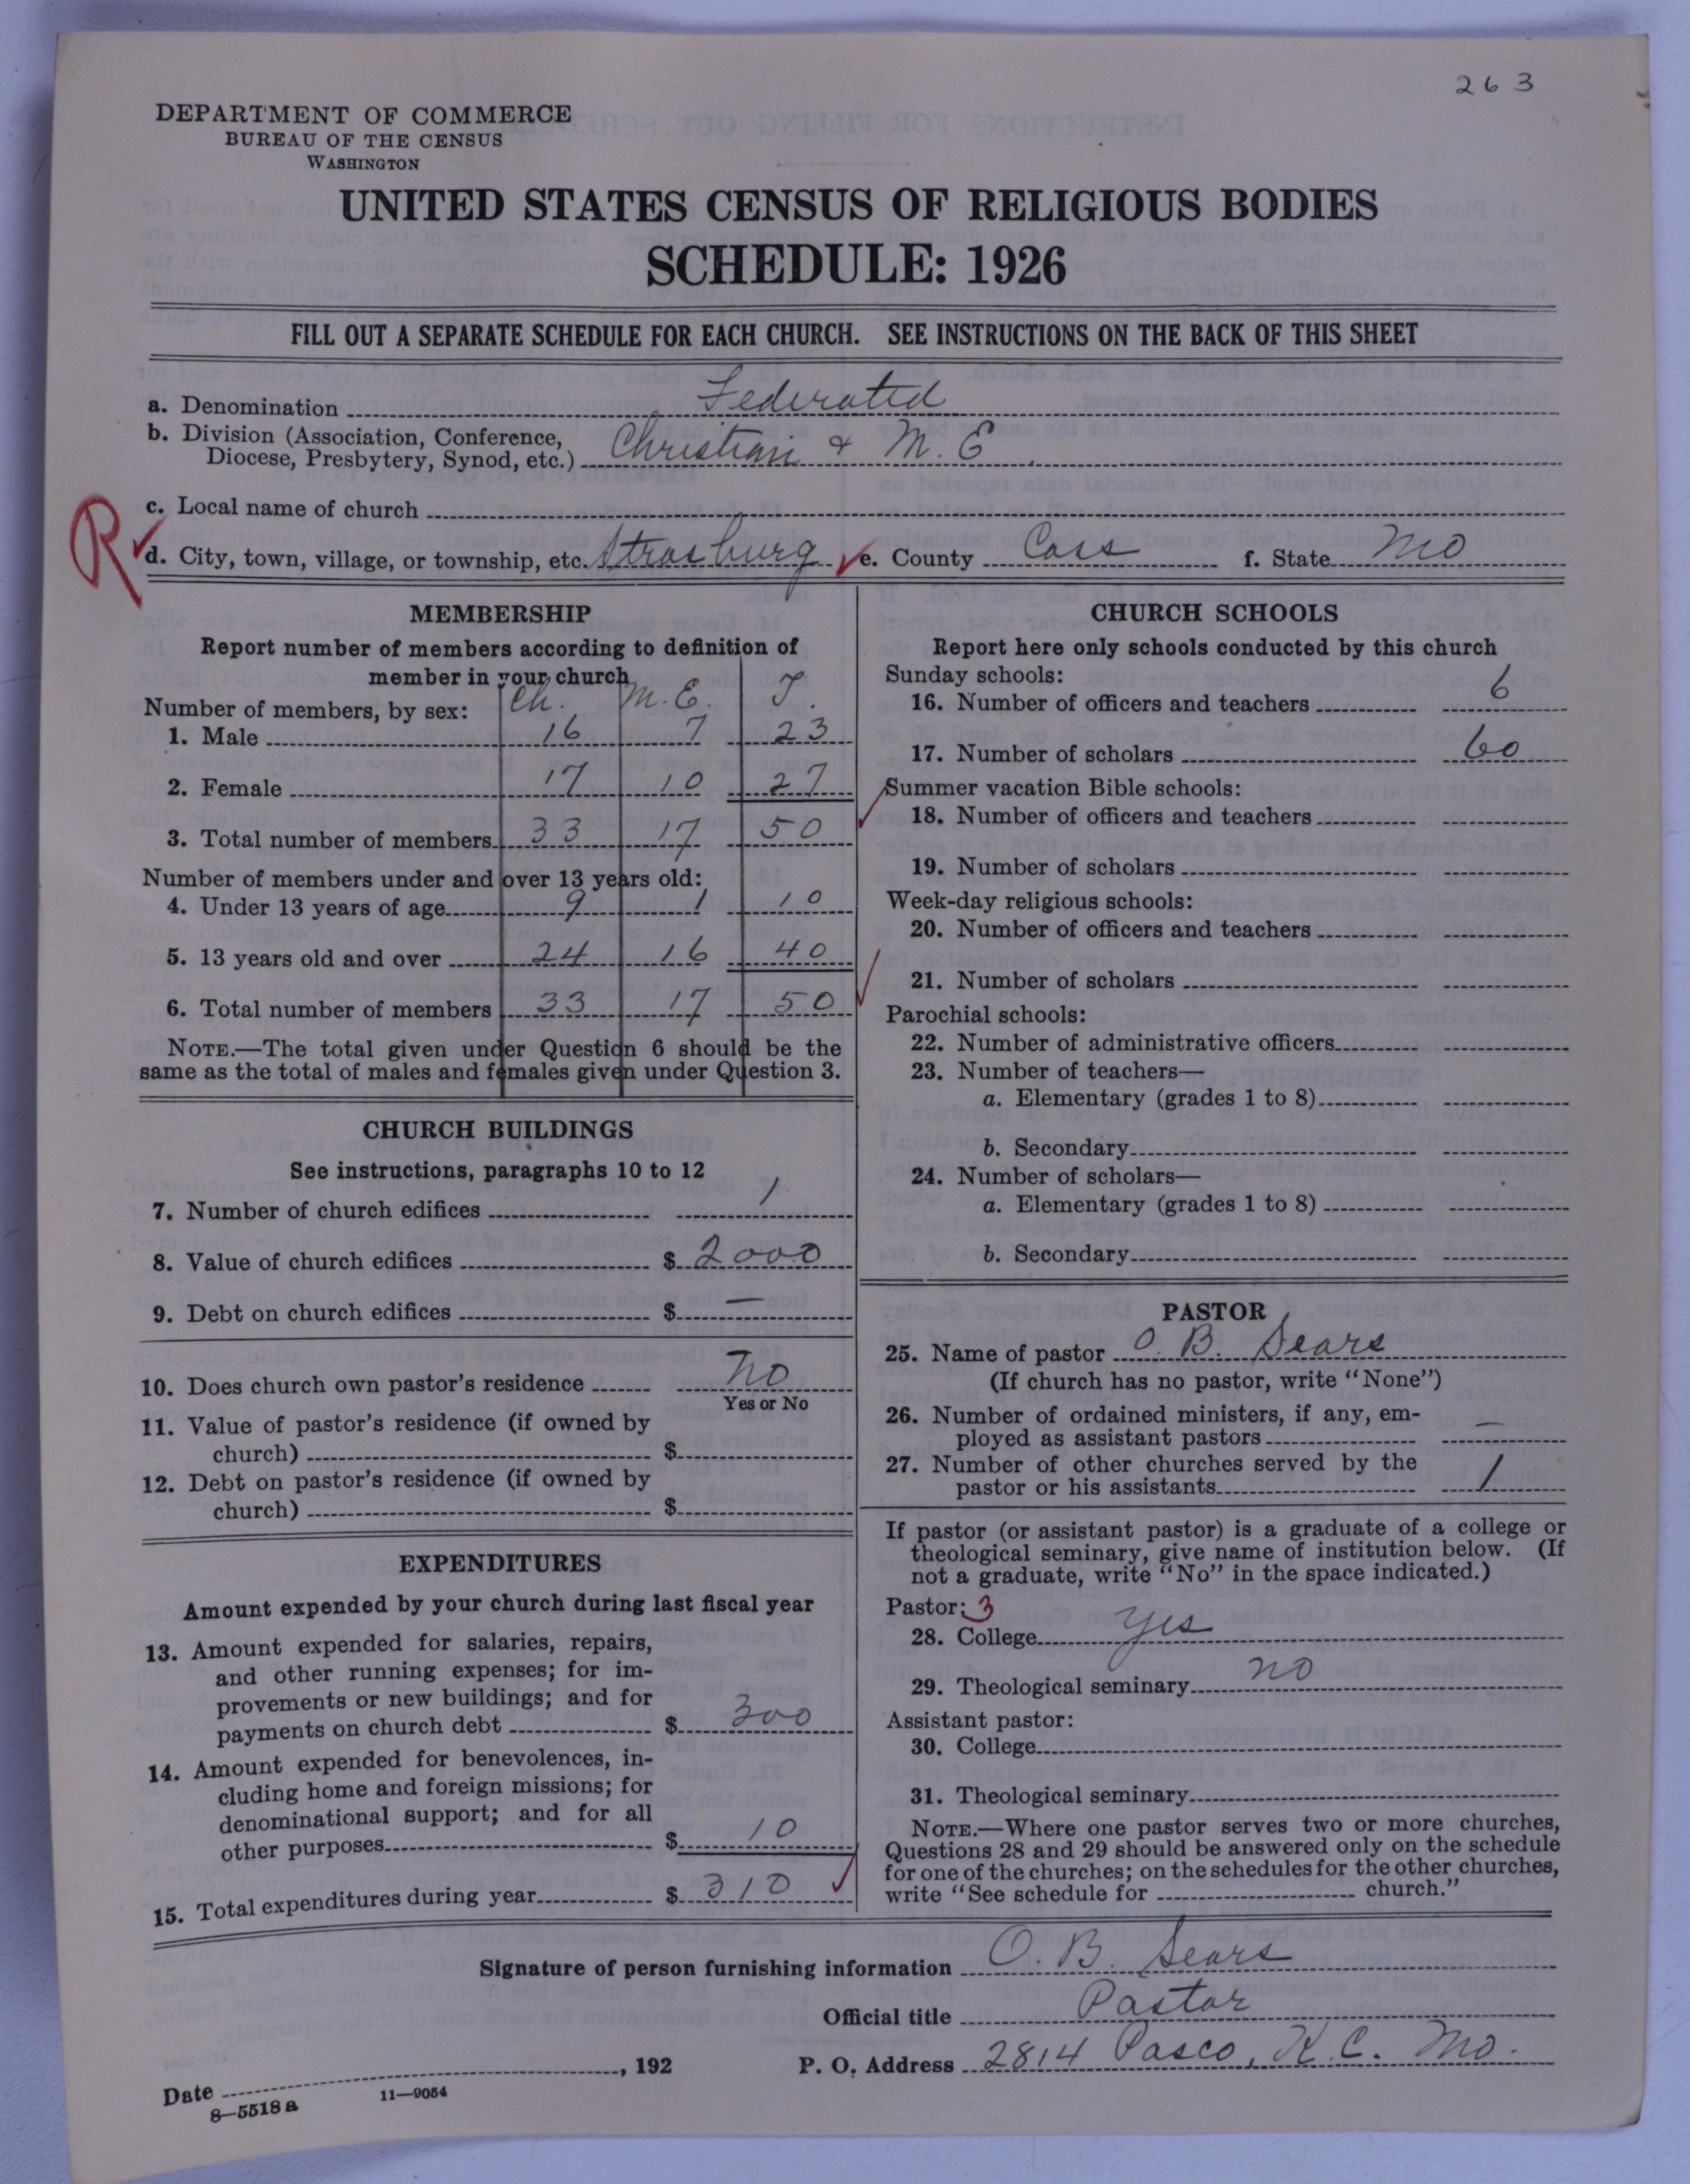 263
DEPARTMENT OF COMMERCE
BUREAU OF THE CENSUS
WASHINGTON
UNITED STATES CENSUS OF RELIGIOUS BODIES
SCHEDULE: 1926
FILL OUT A SEPARATE SCHEDULE FOR EACH CHURCH. SEE INSTRUCTIONS ON THE BACK OF THIS SHEET
a. Denomination Federated
b. Division (Association, Conference,
Diocese, Presbytery, Synod, etc.) Christian & M. E.
c. Local name of church
R d. City, town, village, or township, etc. Strasburg e. County Cass f. State Mo
MEMBERSHIP
Report number of members according to definition of
member in your church
Ch. M.E. T.
Number of members, by sex:
1. Male 16 7 23
2. Female 17 10 27
3. Total number of members 33 17 50
Number of members under and over 13 years old:
4. Under 13 years of age 9 1 10
5. 13 years old and over 24 16 40
6. Total number of members 33 17 50
NOTE.—The total given under Question 6 should be the
same as the total of males and females given under Question 3.
CHURCH BUILDINGS
See instructions, paragraphs 10 to 12
7. Number of church edifices 1
8. Value of church edifices $ 2000
9. Debt on church edifices $ —
10. Does church own pastor's residence No
Yes or No
11. Value of pastor's residence (if owned by
church) $
12. Debt on pastor's residence (if owned by
church) $
EXPENDITURES
Amount expended by your church during last fiscal year
13. Amount expended for salaries, repairs,
and other running expenses; for im-
provements or new buildings; and for
payments on church debt $ 300
14. Amount expended for benevolences, in-
cluding home and foreign missions; for
denominational support; and for all
other purposes $ 10
15. Total expenditures during year $ 310
CHURCH SCHOOLS
Report here only schools conducted by this church
Sunday schools:
16. Number of officers and teachers 6
17. Number of scholars 60
Summer vacation Bible schools:
18. Number of officers and teachers
19. Number of scholars
Week-day religious schools:
20. Number of officers and teachers
21. Number of scholars
Parochial schools:
22. Number of administrative officers
23. Number of teachers—
a. Elementary (grades 1 to 8)
b. Secondary
24. Number of scholars—
a. Elementary (grades 1 to 8)
b. Secondary
PASTOR
25. Name of pastor O. B. Sears
(If church has no pastor, write "None")
26. Number of ordained ministers, if any, em-
ployed as assistant pastors —
27. Number of other churches served by the
pastor or his assistants 1
If pastor (or assistant pastor) is a graduate of a college or
theological seminary, give name of institution below. (If
not a graduate, write "No" in the space indicated.)
Pastor: 3
28. College yes
29. Theological seminary no
Assistant pastor:
30. College
31. Theological seminary
NOTE.—Where one pastor serves two or more churches,
Questions 28 and 29 should be answered only on the schedule
for one of the churches; on the schedules for the other churches,
write "See schedule for church."
Signature of person furnishing information O. B. Sears
Official title Pastor
Date , 192 P. O. Address 2814 Pasco, K.C. Mo.
8—5518a 11—9054